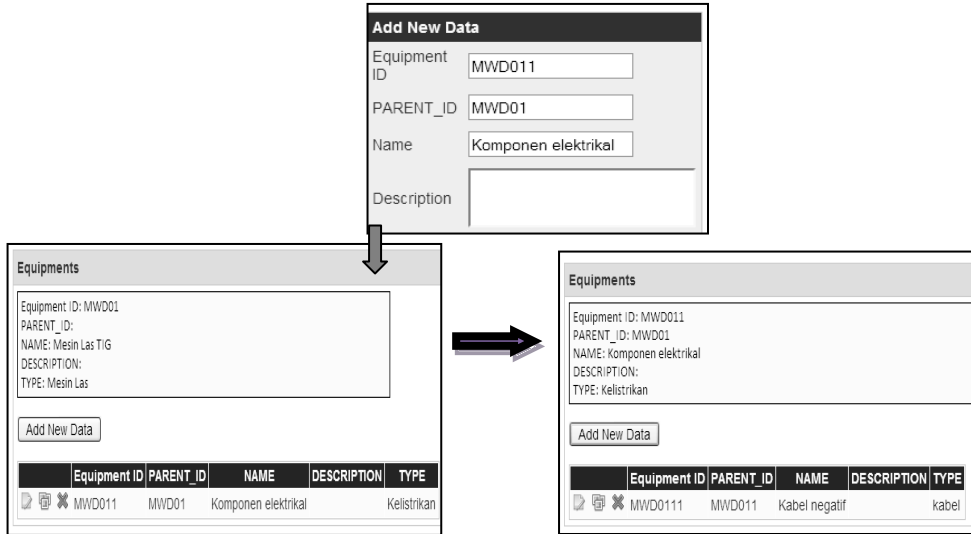 Add New Data
Equipment
ID
MWD011
PARENT_ID
MWD01
Name
Komponen elektrikal
Description
Equipments
Equipment ID: MWD01
PARENT_ID:
NAME: Mesin Las TIG
DESCRIPTION:
TYPE: Mesin Las
Add New Data
Equipment ID PARENT_ID NAME DESCRIPTION TYPE
MWD011 MWD01 Komponen elektrikal Kelistrikan
Equipments
Equipment ID: MWD011
PARENT_ID: MWD01
NAME: Komponen elektrikal
DESCRIPTION:
TYPE: Kelistrikan
Add New Data
Equipment ID PARENT_ID NAME DESCRIPTION TYPE
MWD0111 MWD011 Kabel negatif kabel